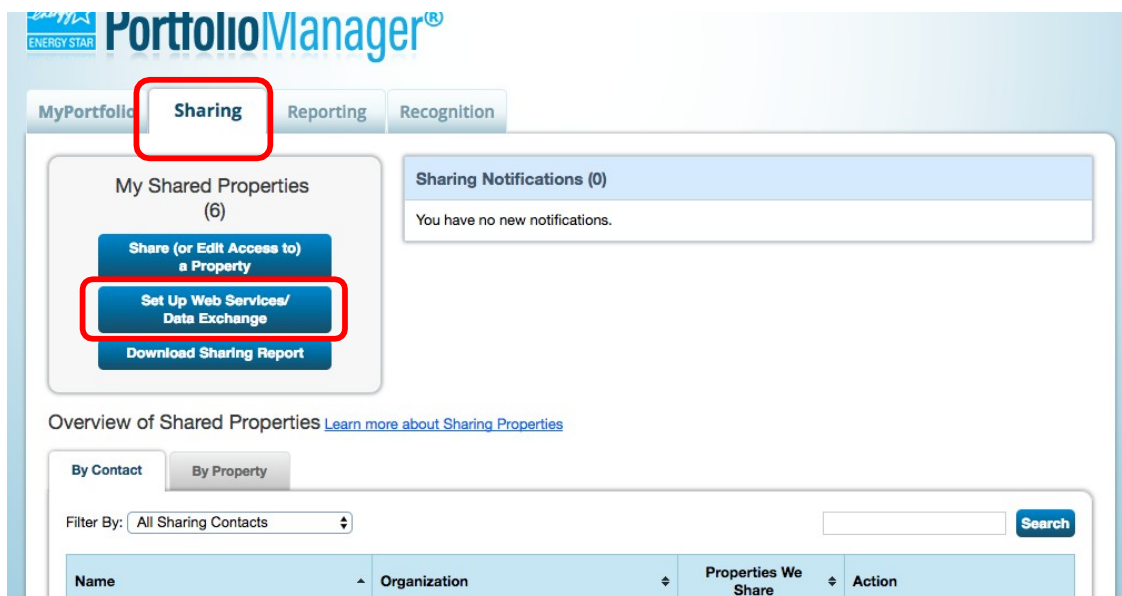 ENERGY STAR
PortfolioManager®
MyPortfolio Sharing Reporting Recognition
My Shared Properties
(6)
Share (or Edit Access to)
a Property
Set Up Web Services/
Data Exchange
Download Sharing Report
Sharing Notifications (0)
You have no new notifications.
Overview of Shared Properties Learn more about Sharing Properties
By Contact By Property
Filter By: All Sharing Contacts Search
Name Organization Properties We
Share Action